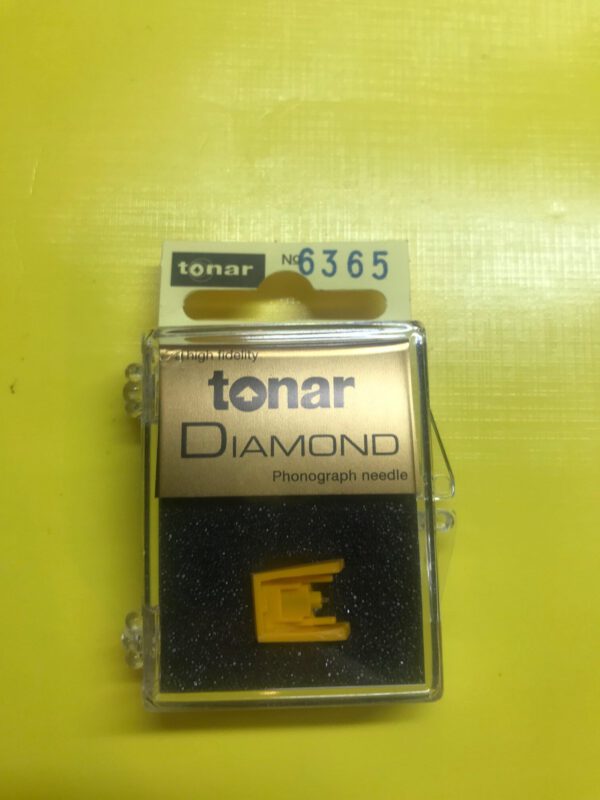 tonar No 6365
high fidelity
tonar
DIAMOND
Phonograph needle